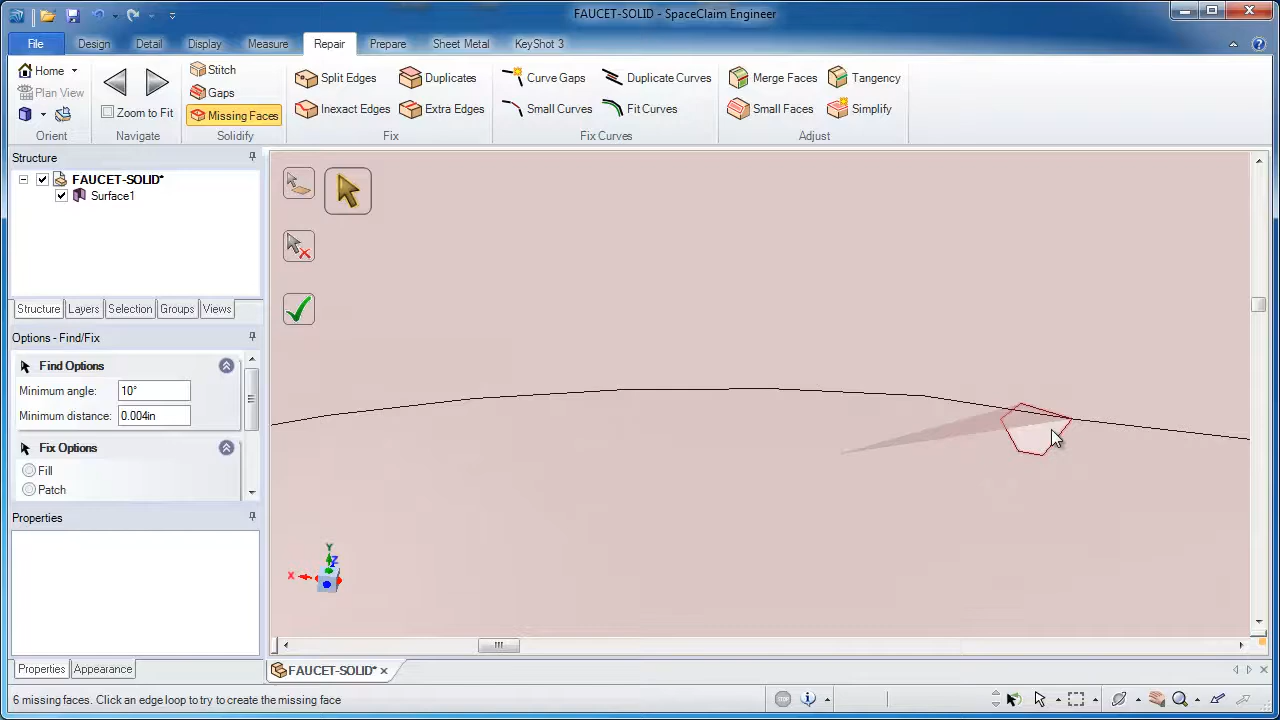 FAUCET-SOLID - SpaceClaim Engineer
File Design Detail Display Measure Repair Prepare Sheet Metal KeyShot 3
Home Stitch Split Edges Duplicates Curve Gaps Duplicate Curves Merge Faces Tangency
Plan View Gaps
Zoom to Fit Missing Faces Inexact Edges Extra Edges Small Curves Fit Curves Small Faces Simplify
Orient Navigate Solidify Fix Fix Curves Adjust
Structure
FAUCET-SOLID*
Surface1
Structure Layers Selection Groups Views
Options - Find/Fix
Find Options
Minimum angle: 10°
Minimum distance: 0.004in
Fix Options
Fill
Patch
Properties
Y
Z
X
Properties Appearance
FAUCET-SOLID*
6 missing faces. Click an edge loop to try to create the missing face